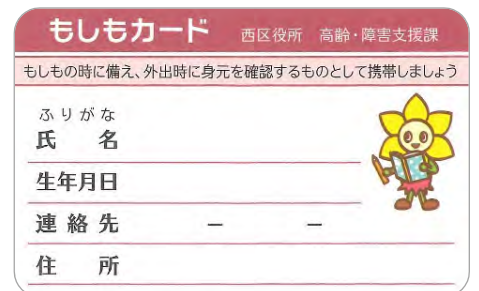 もしもカード 西区役所 高齢・障害支援課
もしもの時に備え、外出時に身元を確認するものとして携帯しましょう
ふりがな
氏 名
生年月日
連絡先 － －
住 所